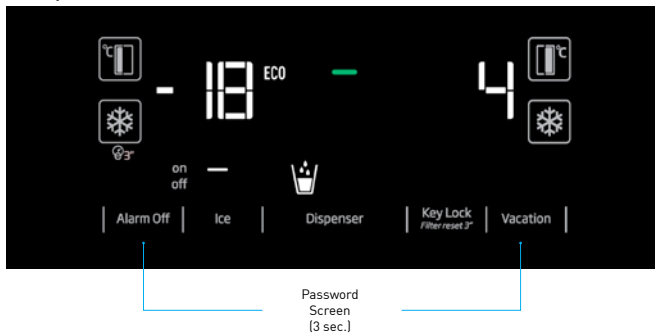 °C
°C
- 18 ECO
4
3"
on
off
Alarm Off
Ice
Dispenser
Key Lock
Filter reset 3"
Vacation
Password
Screen
(3 sec.)